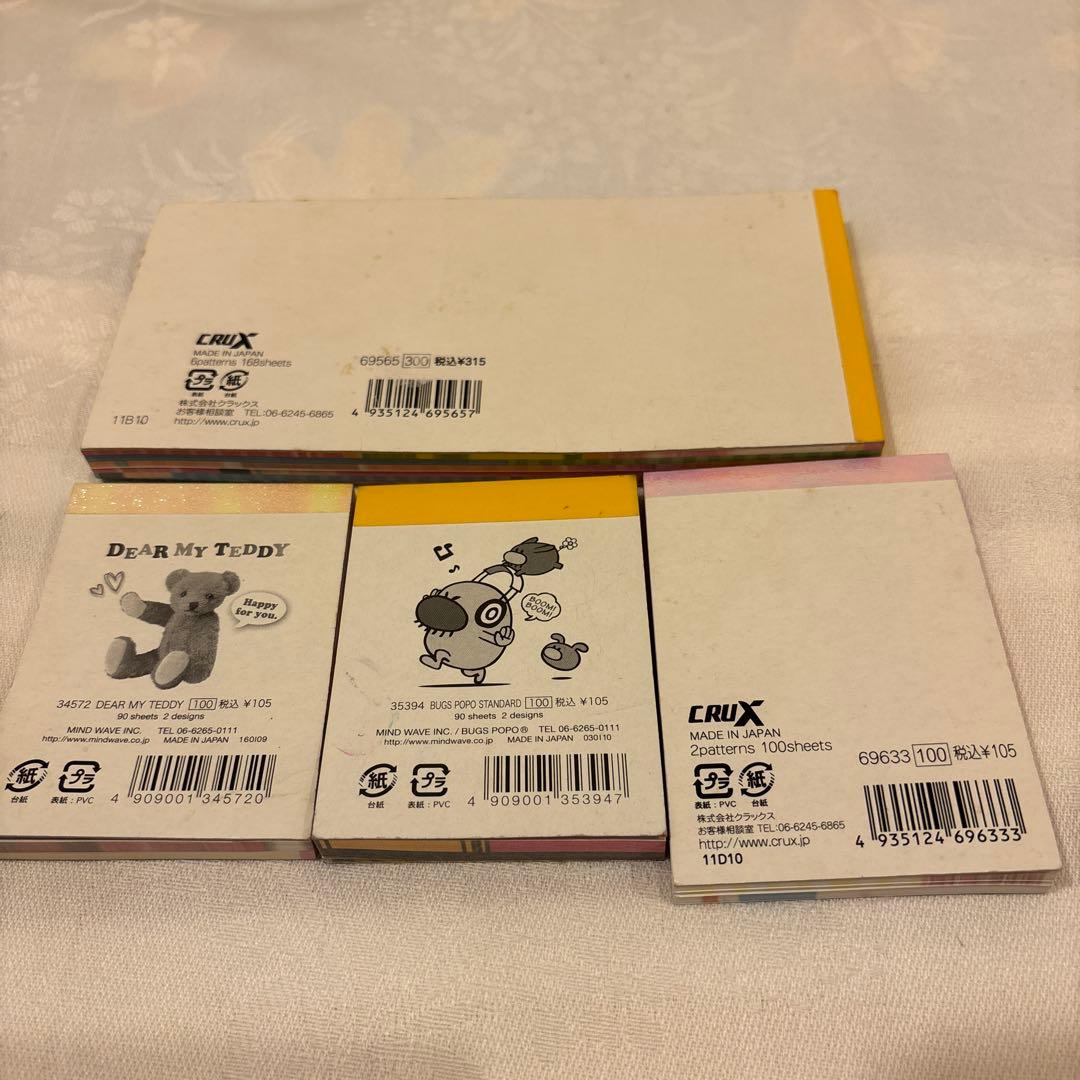 CRUX
MADE IN JAPAN
6patterns 168sheets
69565 300 税込¥315
プラ 紙
表紙 台紙
株式会社クラックス
お客様相談室 TEL:06-6245-6865
http://www.crux.jp
11B10
4 935124 695657
DEAR MY TEDDY
Happy
for you.
34572 DEAR MY TEDDY 100 税込 ¥105
90 sheets 2 designs
MIND WAVE INC. TEL 06-6265-0111
http://www.mindwave.co.jp MADE IN JAPAN 160I09
紙 プラ
台紙 表紙:PVC
4 909001 345720
BOOM!
BOOM!
35394 BUGS POPO STANDARD 100 税込 ¥105
90 sheets 2 designs
MIND WAVE INC. / BUGS POPO® TEL 06-6265-0111
http://www.mindwave.co.jp MADE IN JAPAN 030I10
紙 プラ
台紙 表紙:PVC
4 909001 353947
CRUX
MADE IN JAPAN
2patterns 100sheets
69633 100 税込¥105
プラ 紙
表紙:PVC 台紙
株式会社クラックス
お客様相談室 TEL:06-6245-6865
http://www.crux.jp
11D10
4 935124 696333